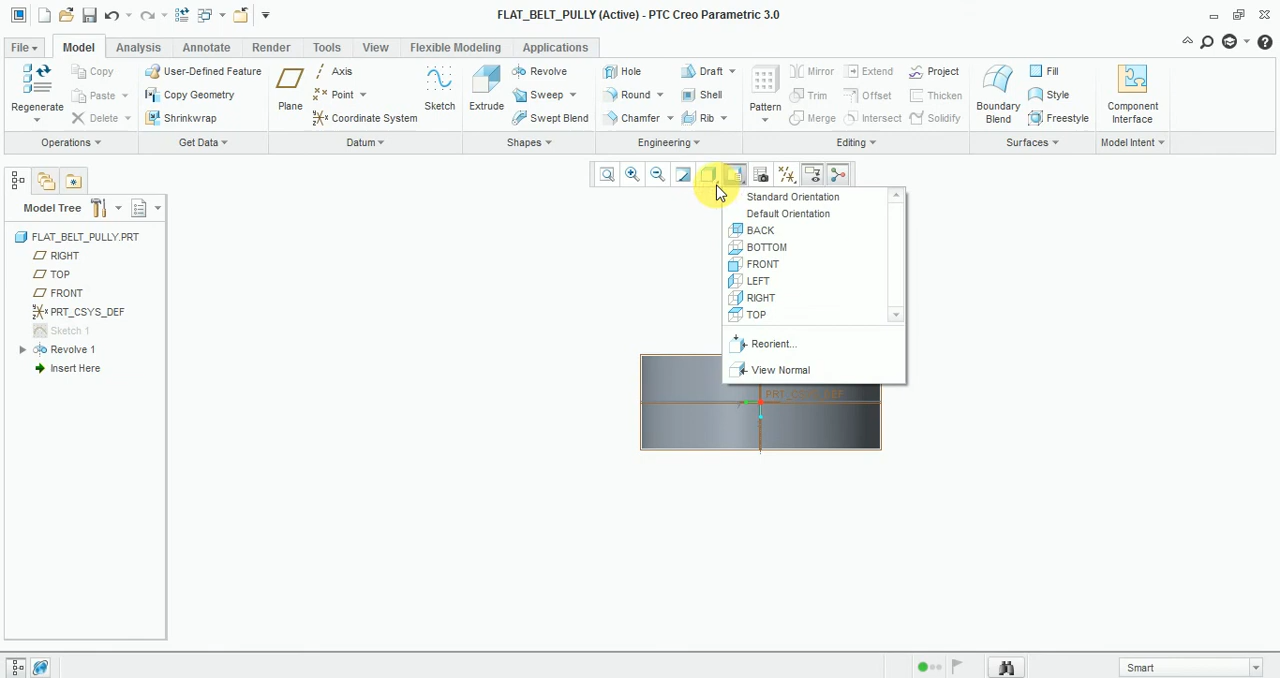 FLAT_BELT_PULLY (Active) - PTC Creo Parametric 3.0
File Model Analysis Annotate Render Tools View Flexible Modeling Applications
Regenerate Copy Paste Delete
User-Defined Feature Copy Geometry Shrinkwrap
Plane Axis Point Coordinate System Sketch
Extrude Revolve Sweep Swept Blend
Hole Round Chamfer Draft Shell Rib
Pattern Mirror Trim Merge Extend Offset Intersect Project Thicken Solidify
Boundary Blend Fill Style Freestyle
Component Interface
Operations Get Data Datum Shapes Engineering Editing Surfaces Model Intent
Model Tree
FLAT_BELT_PULLY.PRT
RIGHT
TOP
FRONT
PRT_CSYS_DEF
Sketch 1
Revolve 1
Insert Here
Standard Orientation
Default Orientation
BACK
BOTTOM
FRONT
LEFT
RIGHT
TOP
Reorient...
View Normal
PRT_CSYS_DEF
Smart